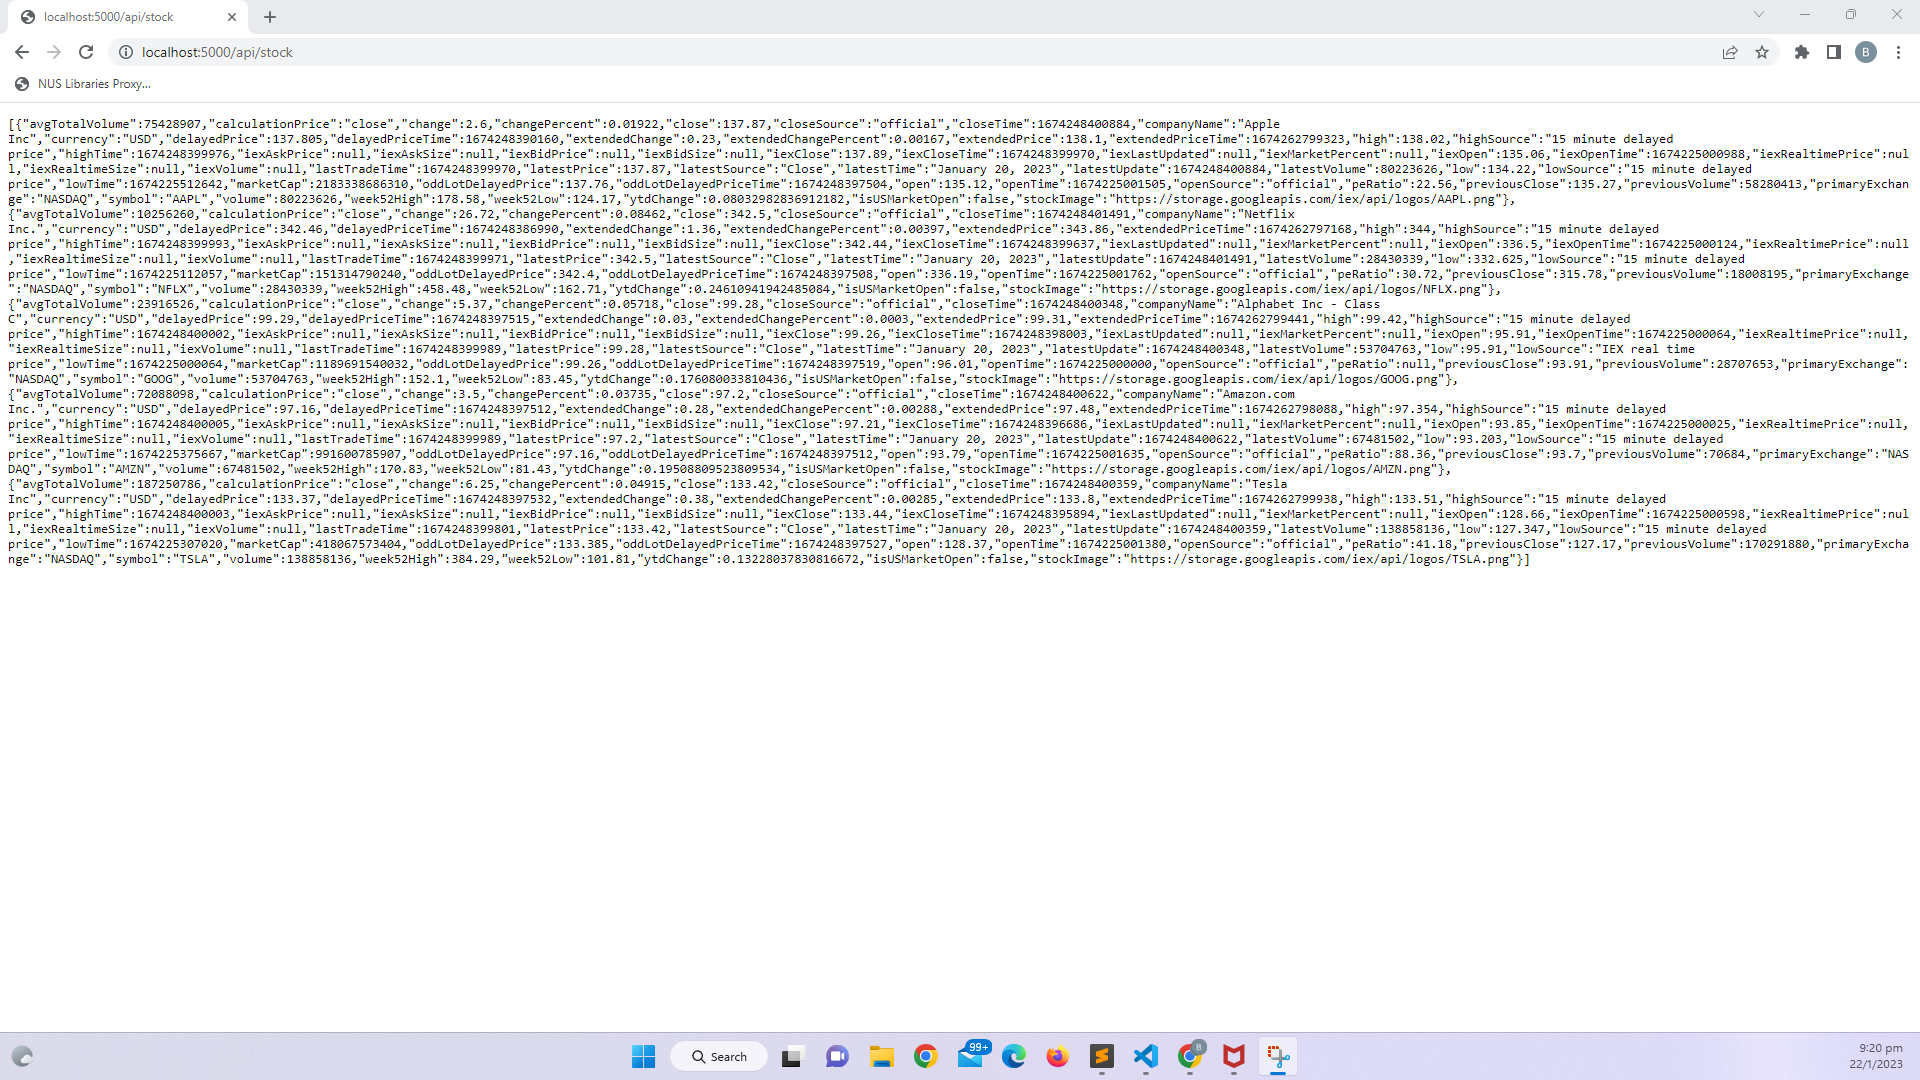 localhost:5000/api/stock
localhost:5000/api/stock
B
NUS Libraries Proxy...
[{"avgTotalVolume":75428907,"calculationPrice":"close","change":2.6,"changePercent":0.01922,"close":137.87,"closeSource":"official","closeTime":1674248400884,"companyName":"Apple
Inc","currency":"USD","delayedPrice":137.805,"delayedPriceTime":1674248390160,"extendedChange":0.23,"extendedChangePercent":0.00167,"extendedPrice":138.1,"extendedPriceTime":1674262799323,"high":138.02,"highSource":"15 minute delayed
price","highTime":1674248399976,"iexAskPrice":null,"iexAskSize":null,"iexBidPrice":null,"iexBidSize":null,"iexClose":137.89,"iexCloseTime":1674248399970,"iexLastUpdated":null,"iexMarketPercent":null,"iexOpen":135.06,"iexOpenTime":1674225000988,"iexRealtimePrice":nul
l,"iexRealtimeSize":null,"iexVolume":null,"lastTradeTime":1674248399970,"latestPrice":137.87,"latestSource":"Close","latestTime":"January 20, 2023","latestUpdate":1674248400884,"latestVolume":80223626,"low":134.22,"lowSource":"15 minute delayed
price","lowTime":1674225512642,"marketCap":2183338686310,"oddLotDelayedPrice":137.76,"oddLotDelayedPriceTime":1674248397504,"open":135.12,"openTime":1674225001505,"openSource":"official","peRatio":22.56,"previousClose":135.27,"previousVolume":58280413,"primaryExchan
ge":"NASDAQ","symbol":"AAPL","volume":80223626,"week52High":178.58,"week52Low":124.17,"ytdChange":0.08032982836912182,"isUSMarketOpen":false,"stockImage":"https://storage.googleapis.com/iex/api/logos/AAPL.png"},
{"avgTotalVolume":10256260,"calculationPrice":"close","change":26.72,"changePercent":0.08462,"close":342.5,"closeSource":"official","closeTime":1674248401491,"companyName":"Netflix
Inc.","currency":"USD","delayedPrice":342.46,"delayedPriceTime":1674248386990,"extendedChange":1.36,"extendedChangePercent":0.00397,"extendedPrice":343.86,"extendedPriceTime":1674262797168,"high":344,"highSource":"15 minute delayed
price","highTime":1674248399993,"iexAskPrice":null,"iexAskSize":null,"iexBidPrice":null,"iexBidSize":null,"iexClose":342.44,"iexCloseTime":1674248399637,"iexLastUpdated":null,"iexMarketPercent":null,"iexOpen":336.5,"iexOpenTime":1674225000124,"iexRealtimePrice":null
,"iexRealtimeSize":null,"iexVolume":null,"lastTradeTime":1674248399971,"latestPrice":342.5,"latestSource":"Close","latestTime":"January 20, 2023","latestUpdate":1674248401491,"latestVolume":28430339,"low":332.625,"lowSource":"15 minute delayed
price","lowTime":1674225112057,"marketCap":151314790240,"oddLotDelayedPrice":342.4,"oddLotDelayedPriceTime":1674248397508,"open":336.19,"openTime":1674225001762,"openSource":"official","peRatio":30.72,"previousClose":315.78,"previousVolume":18008195,"primaryExchange
":"NASDAQ","symbol":"NFLX","volume":28430339,"week52High":458.48,"week52Low":162.71,"ytdChange":0.24610941942485084,"isUSMarketOpen":false,"stockImage":"https://storage.googleapis.com/iex/api/logos/NFLX.png"},
{"avgTotalVolume":23916526,"calculationPrice":"close","change":5.37,"changePercent":0.05718,"close":99.28,"closeSource":"official","closeTime":1674248400348,"companyName":"Alphabet Inc - Class
C","currency":"USD","delayedPrice":99.29,"delayedPriceTime":1674248397515,"extendedChange":0.03,"extendedChangePercent":0.0003,"extendedPrice":99.31,"extendedPriceTime":1674262799441,"high":99.42,"highSource":"15 minute delayed
price","highTime":1674248400002,"iexAskPrice":null,"iexAskSize":null,"iexBidPrice":null,"iexBidSize":null,"iexClose":99.26,"iexCloseTime":1674248398003,"iexLastUpdated":null,"iexMarketPercent":null,"iexOpen":95.91,"iexOpenTime":1674225000064,"iexRealtimePrice":null,
"iexRealtimeSize":null,"iexVolume":null,"lastTradeTime":1674248399989,"latestPrice":99.28,"latestSource":"Close","latestTime":"January 20, 2023","latestUpdate":1674248400348,"latestVolume":53704763,"low":95.91,"lowSource":"IEX real time
price","lowTime":1674225000064,"marketCap":1189691540032,"oddLotDelayedPrice":99.26,"oddLotDelayedPriceTime":1674248397519,"open":96.01,"openTime":1674225000000,"openSource":"official","peRatio":null,"previousClose":93.91,"previousVolume":28707653,"primaryExchange":
"NASDAQ","symbol":"GOOG","volume":53704763,"week52High":152.1,"week52Low":83.45,"ytdChange":0.176080033810436,"isUSMarketOpen":false,"stockImage":"https://storage.googleapis.com/iex/api/logos/GOOG.png"},
{"avgTotalVolume":72088098,"calculationPrice":"close","change":3.5,"changePercent":0.03735,"close":97.2,"closeSource":"official","closeTime":1674248400622,"companyName":"Amazon.com
Inc.","currency":"USD","delayedPrice":97.16,"delayedPriceTime":1674248397512,"extendedChange":0.28,"extendedChangePercent":0.00288,"extendedPrice":97.48,"extendedPriceTime":1674262798088,"high":97.354,"highSource":"15 minute delayed
price","highTime":1674248400005,"iexAskPrice":null,"iexAskSize":null,"iexBidPrice":null,"iexBidSize":null,"iexClose":97.21,"iexCloseTime":1674248396686,"iexLastUpdated":null,"iexMarketPercent":null,"iexOpen":93.85,"iexOpenTime":1674225000025,"iexRealtimePrice":null,
"iexRealtimeSize":null,"iexVolume":null,"lastTradeTime":1674248399989,"latestPrice":97.2,"latestSource":"Close","latestTime":"January 20, 2023","latestUpdate":1674248400622,"latestVolume":67481502,"low":93.203,"lowSource":"15 minute delayed
price","lowTime":1674225375667,"marketCap":991600785907,"oddLotDelayedPrice":97.16,"oddLotDelayedPriceTime":1674248397512,"open":93.79,"openTime":1674225001635,"openSource":"official","peRatio":88.36,"previousClose":93.7,"previousVolume":70684,"primaryExchange":"NAS
DAQ","symbol":"AMZN","volume":67481502,"week52High":170.83,"week52Low":81.43,"ytdChange":0.19508809523809534,"isUSMarketOpen":false,"stockImage":"https://storage.googleapis.com/iex/api/logos/AMZN.png"},
{"avgTotalVolume":187250786,"calculationPrice":"close","change":6.25,"changePercent":0.04915,"close":133.42,"closeSource":"official","closeTime":1674248400359,"companyName":"Tesla
Inc","currency":"USD","delayedPrice":133.37,"delayedPriceTime":1674248397532,"extendedChange":0.38,"extendedChangePercent":0.00285,"extendedPrice":133.8,"extendedPriceTime":1674262799938,"high":133.51,"highSource":"15 minute delayed
price","highTime":1674248400003,"iexAskPrice":null,"iexAskSize":null,"iexBidPrice":null,"iexBidSize":null,"iexClose":133.44,"iexCloseTime":1674248395894,"iexLastUpdated":null,"iexMarketPercent":null,"iexOpen":128.66,"iexOpenTime":1674225000598,"iexRealtimePrice":nul
l,"iexRealtimeSize":null,"iexVolume":null,"lastTradeTime":1674248399801,"latestPrice":133.42,"latestSource":"Close","latestTime":"January 20, 2023","latestUpdate":1674248400359,"latestVolume":138858136,"low":127.347,"lowSource":"15 minute delayed
price","lowTime":1674225307020,"marketCap":418067573404,"oddLotDelayedPrice":133.385,"oddLotDelayedPriceTime":1674248397527,"open":128.37,"openTime":1674225001380,"openSource":"official","peRatio":41.18,"previousClose":127.17,"previousVolume":170291880,"primaryExcha
nge":"NASDAQ","symbol":"TSLA","volume":138858136,"week52High":384.29,"week52Low":101.81,"ytdChange":0.13228037830816672,"isUSMarketOpen":false,"stockImage":"https://storage.googleapis.com/iex/api/logos/TSLA.png"}]
Search
99+
B
9:20 pm
22/1/2023